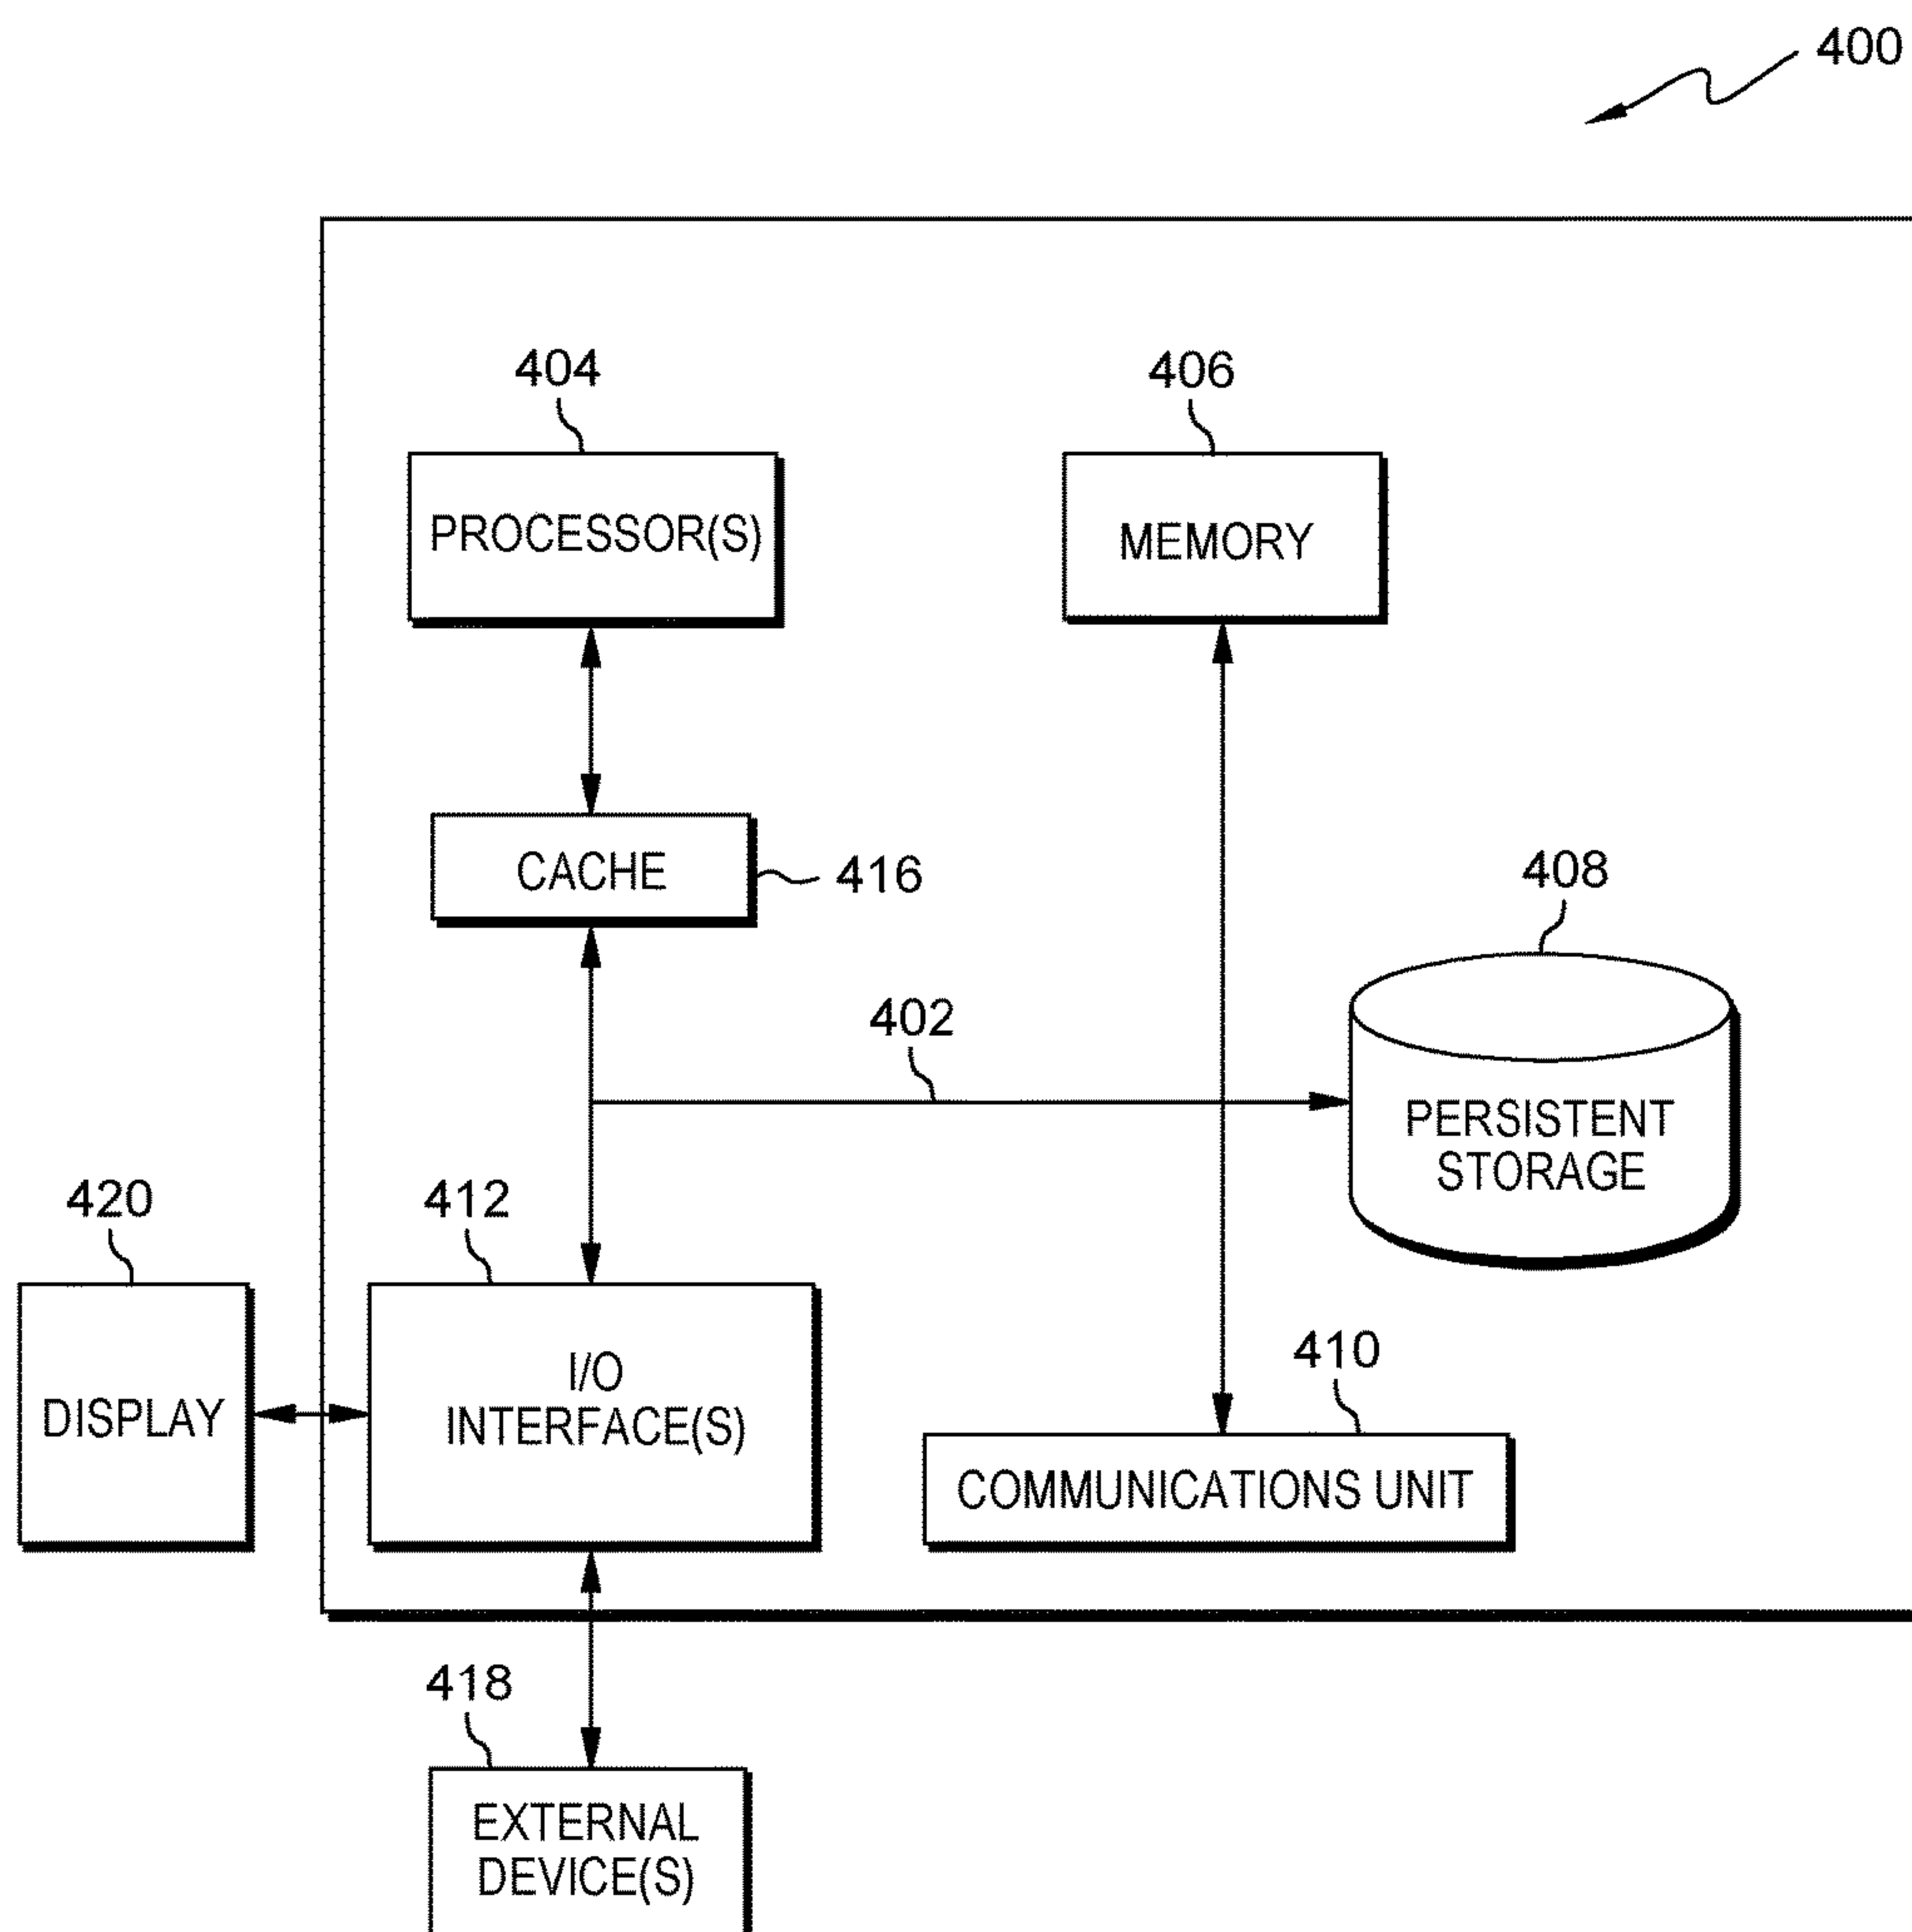 400
404
406
PROCESSOR(S)
MEMORY
CACHE
416
408
402
PERSISTENT
STORAGE
420
412
I/O
INTERFACE(S)
DISPLAY
410
COMMUNICATIONS UNIT
418
EXTERNAL
DEVICE(S)